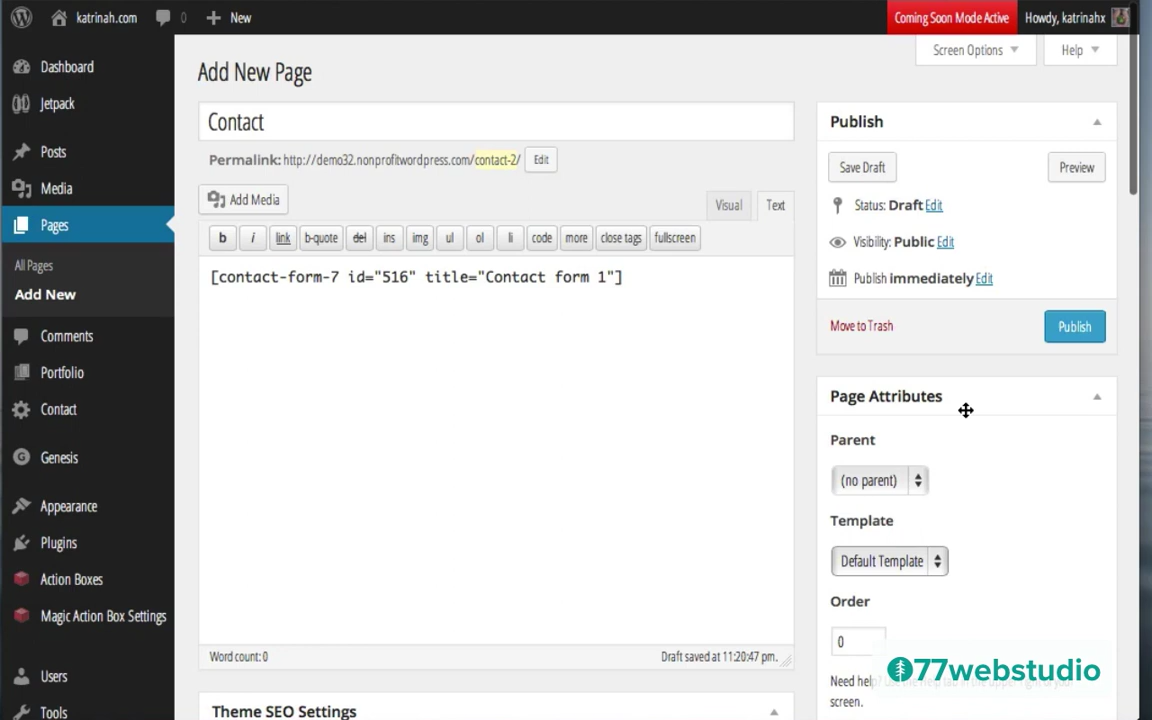 katrinah.com
0
New
Coming Soon Mode Active
Howdy, katrinahx
Screen Options
Help
Dashboard
Jetpack
Posts
Media
Pages
All Pages
Add New
Comments
Portfolio
Contact
Genesis
Appearance
Plugins
Action Boxes
Magic Action Box Settings
Users
Tools
Add New Page
Contact
Permalink: http://demo32.nonprofitwordpress.com/contact-2/
Edit
Add Media
Visual
Text
b
i
link
b-quote
del
ins
img
ul
ol
li
code
more
close tags
fullscreen
[contact-form-7 id="516" title="Contact form 1"]
Word count: 0
Draft saved at 11:20:47 pm.
Theme SEO Settings
Publish
Save Draft
Preview
Status: Draft Edit
Visibility: Public Edit
Publish immediately Edit
Move to Trash
Publish
Page Attributes
Parent
(no parent)
Template
Default Template
Order
0
77webstudio
Need help?
screen.